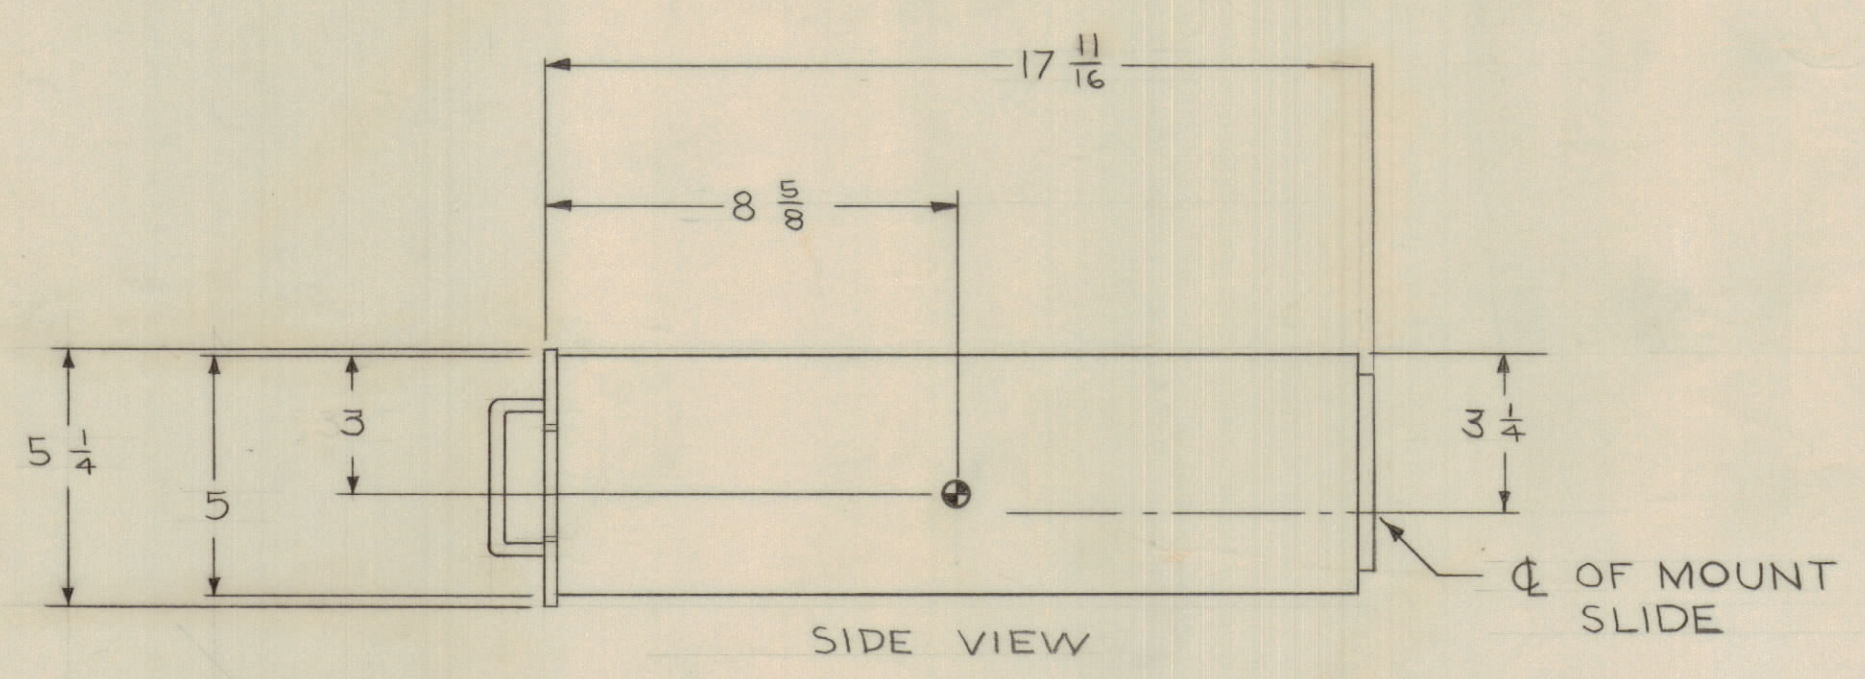 17 11/16
8 5/8
5 1/4
5
3
3 1/4
℄ OF MOUNT
SLIDE
SIDE VIEW